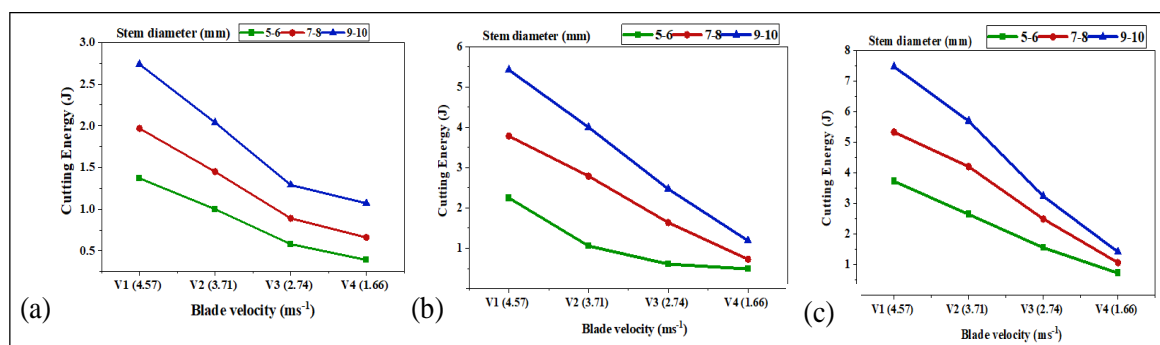 Stem diameter (mm) 5-6 7-8 9-10
3.0
2.5
2.0
1.5
1.0
0.5
Cutting Energy (J)
V1 (4.57) V2 (3.71) V3 (2.74) V4 (1.66)
Blade velocity (ms-1)
(a)
Stem diameter (mm) 5-6 7-8 9-10
6
5
4
3
2
1
Cutting Energy (J)
V1 (4.57) V2 (3.71) V3 (2.74) V4 (1.66)
Blade velocity (ms-1)
(b)
Stem diameter (mm) 5-6 7-8 9-10
8
7
6
5
4
3
2
1
Cutting Energy (J)
V1 (4.57) V2 (3.71) V3 (2.74) V4 (1.66)
Blade velocity (ms-1)
(c)